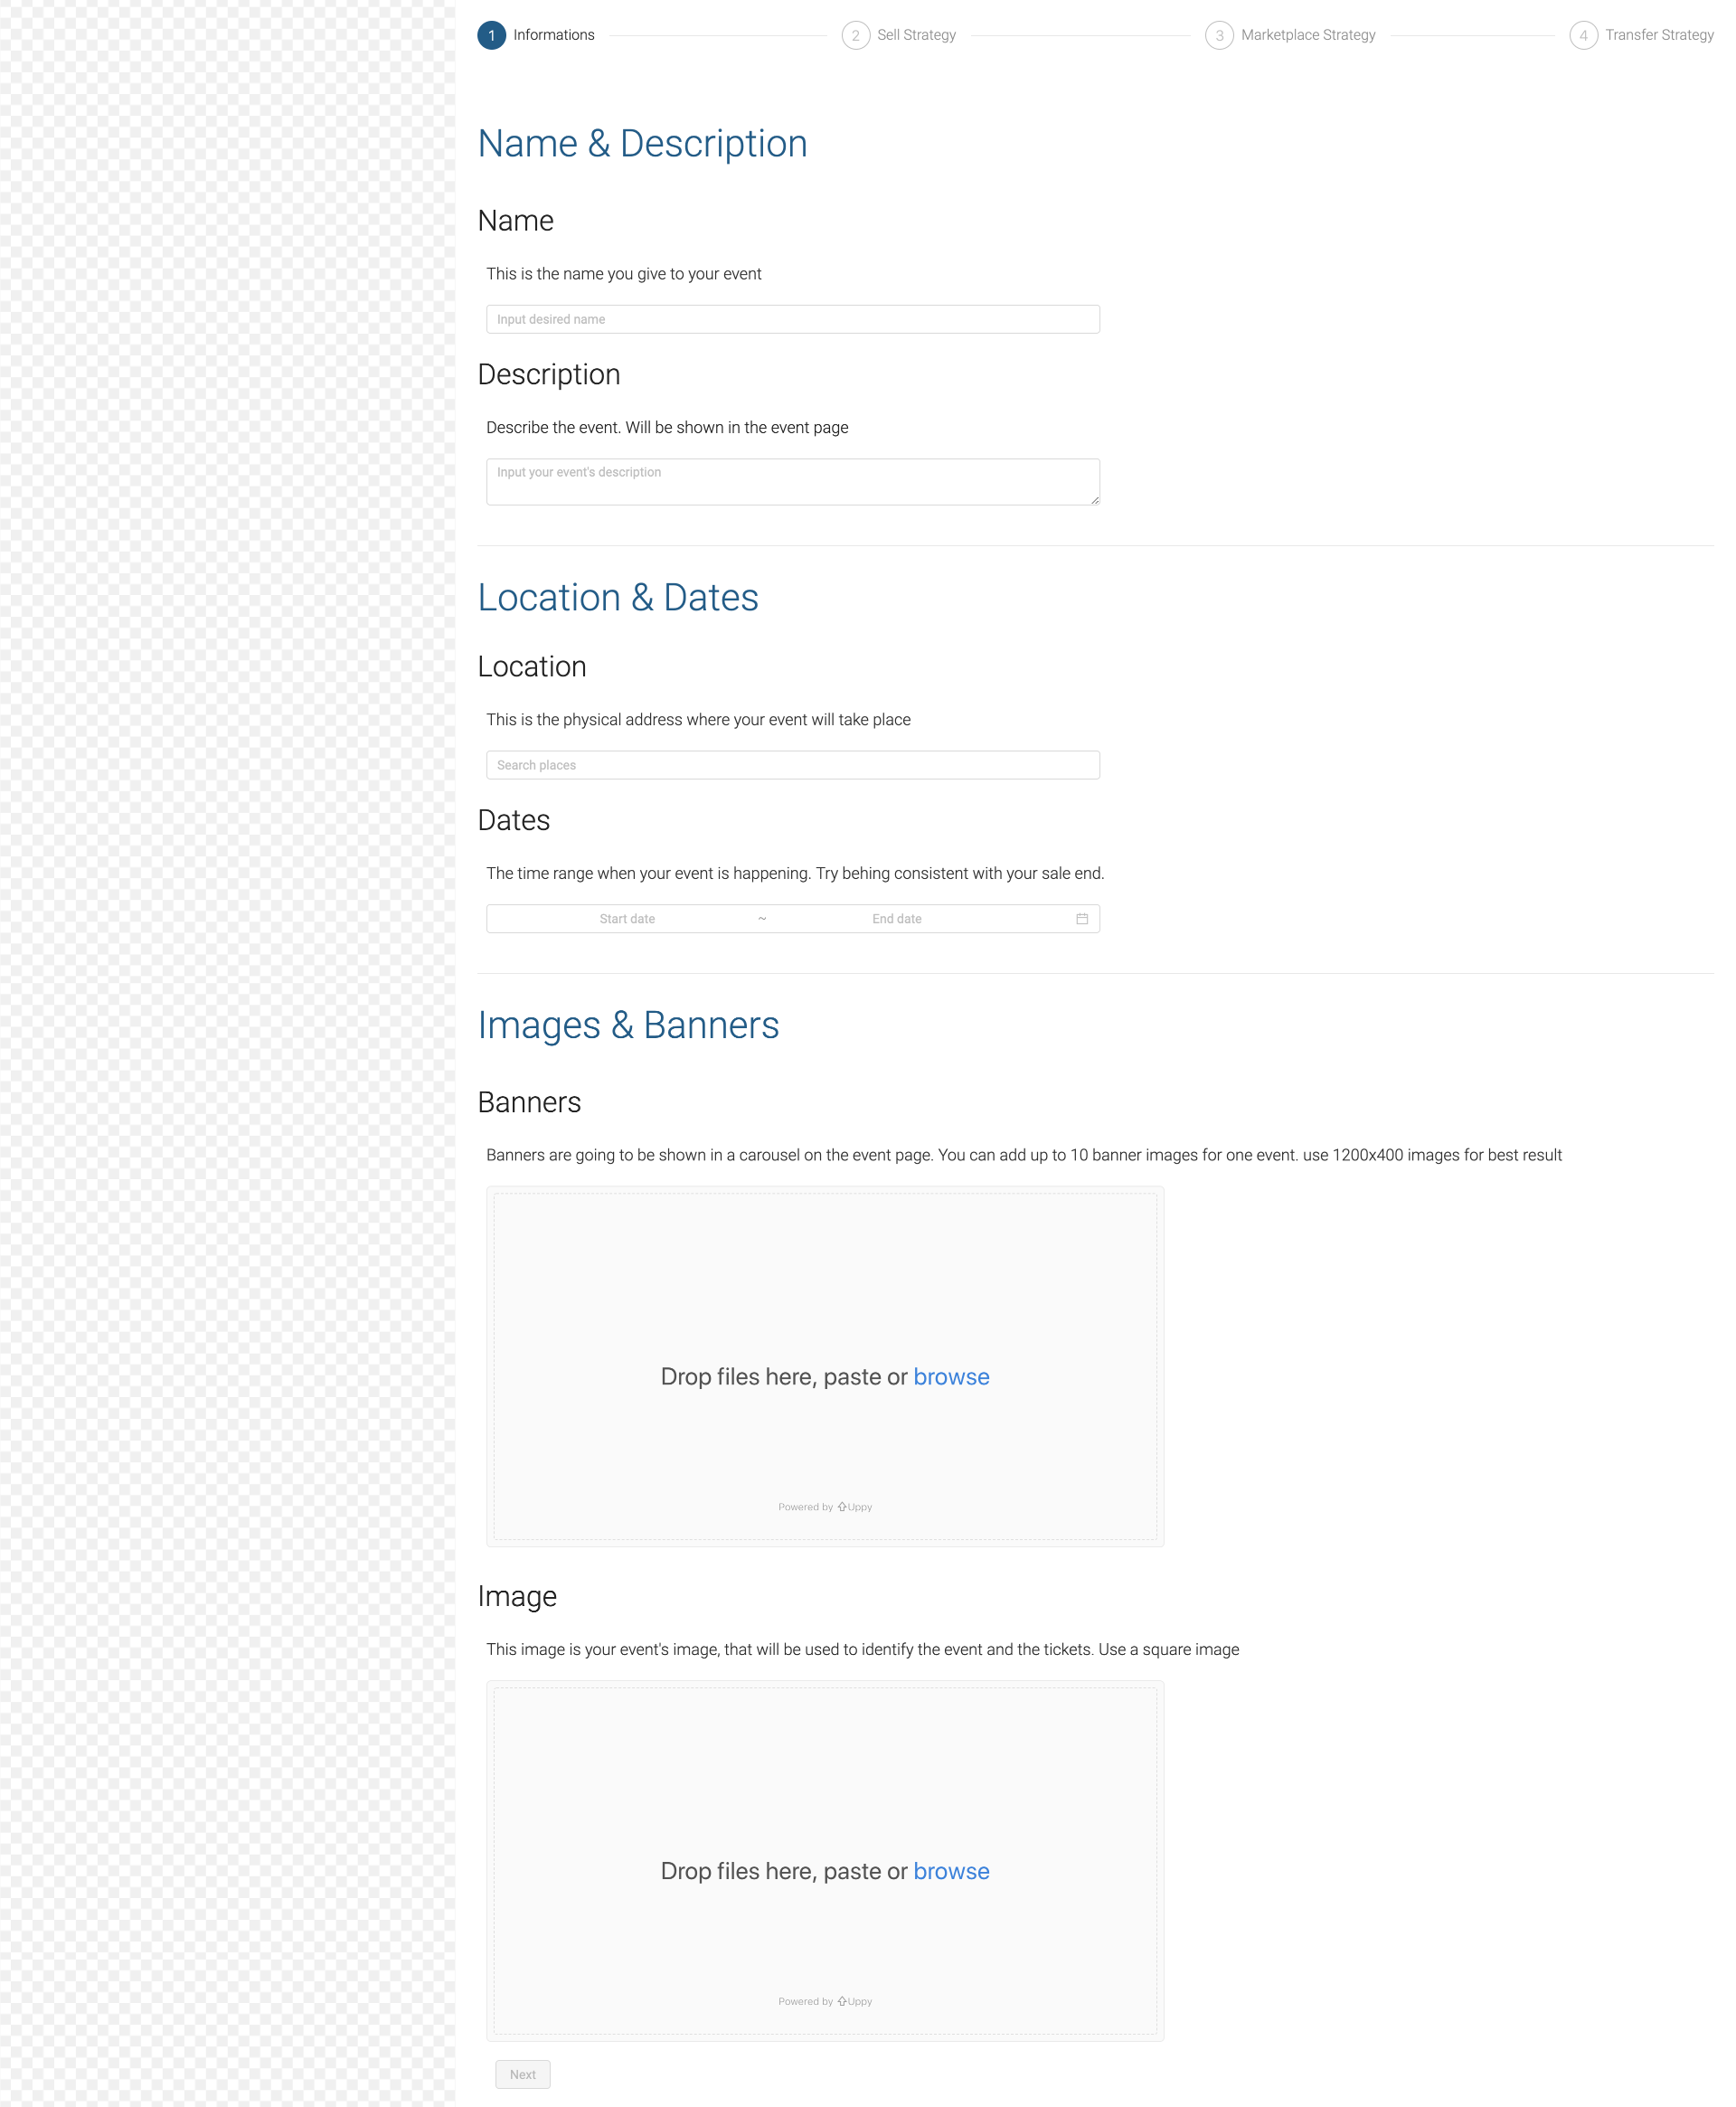 1 Informations 2 Sell Strategy 3 Marketplace Strategy 4 Transfer Strategy
Name & Description
Name
This is the name you give to your event
Input desired name
Description
Describe the event. Will be shown in the event page
Input your event's description
Location & Dates
Location
This is the physical address where your event will take place
Search places
Dates
The time range when your event is happening. Try behing consistent with your sale end.
Start date ~ End date
Images & Banners
Banners
Banners are going to be shown in a carousel on the event page. You can add up to 10 banner images for one event. use 1200x400 images for best result
Drop files here, paste or browse
Powered by Uppy
Image
This image is your event's image, that will be used to identify the event and the tickets. Use a square image
Drop files here, paste or browse
Powered by Uppy
Next